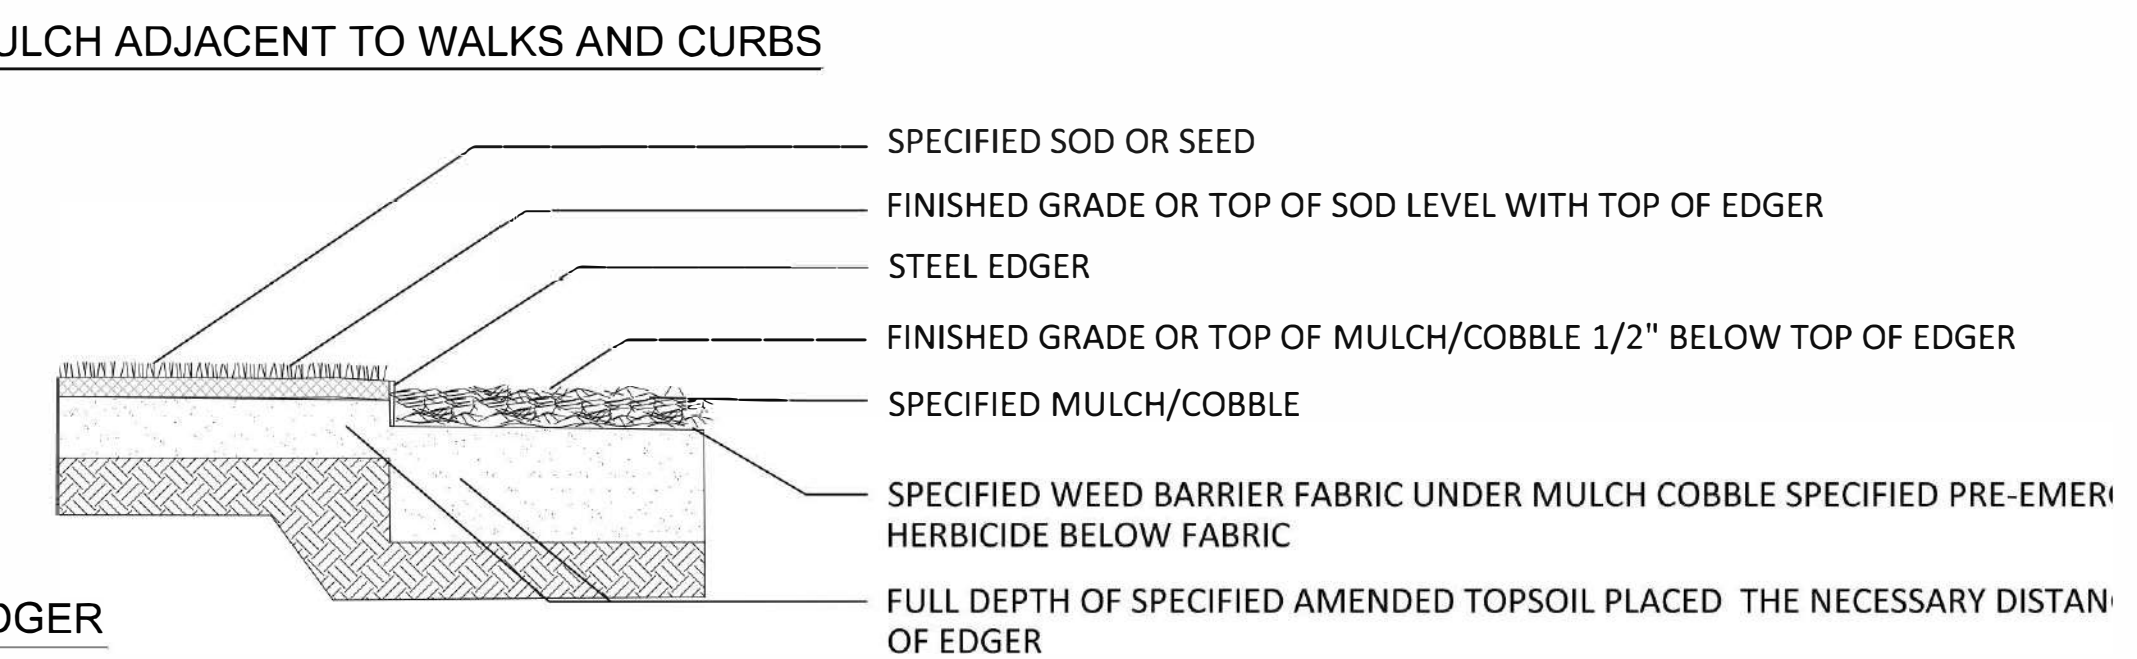 ULCH ADJACENT TO WALKS AND CURBS
SPECIFIED SOD OR SEED
FINISHED GRADE OR TOP OF SOD LEVEL WITH TOP OF EDGER
STEEL EDGER
FINISHED GRADE OR TOP OF MULCH/COBBLE 1/2" BELOW TOP OF EDGER
SPECIFIED MULCH/COBBLE
SPECIFIED WEED BARRIER FABRIC UNDER MULCH COBBLE SPECIFIED PRE-EMER
HERBICIDE BELOW FABRIC
FULL DEPTH OF SPECIFIED AMENDED TOPSOIL PLACED THE NECESSARY DISTAN
OF EDGER
DGER